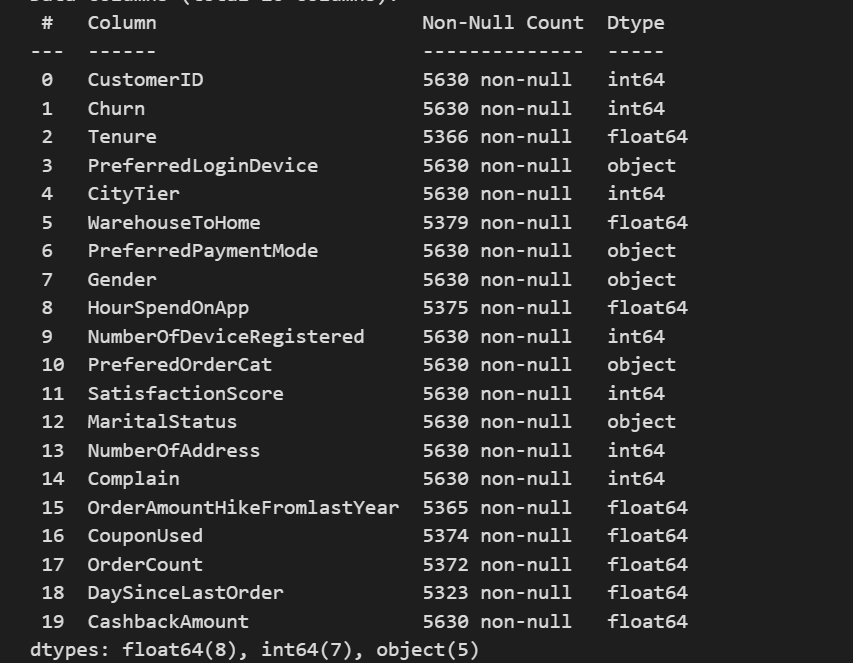 Data columns (total 20 columns):
#   Column                       Non-Null Count  Dtype
---  ------                       --------------  -----
0   CustomerID                   5630 non-null   int64
1   Churn                        5630 non-null   int64
2   Tenure                       5366 non-null   float64
3   PreferredLoginDevice         5630 non-null   object
4   CityTier                     5630 non-null   int64
5   WarehouseToHome              5379 non-null   float64
6   PreferredPaymentMode         5630 non-null   object
7   Gender                       5630 non-null   object
8   HourSpendOnApp               5375 non-null   float64
9   NumberOfDeviceRegistered     5630 non-null   int64
10  PreferedOrderCat             5630 non-null   object
11  SatisfactionScore            5630 non-null   int64
12  MaritalStatus                5630 non-null   object
13  NumberOfAddress              5630 non-null   int64
14  Complain                     5630 non-null   int64
15  OrderAmountHikeFromlastYear  5365 non-null   float64
16  CouponUsed                   5374 non-null   float64
17  OrderCount                   5372 non-null   float64
18  DaySinceLastOrder            5323 non-null   float64
19  CashbackAmount               5630 non-null   float64
dtypes: float64(8), int64(7), object(5)